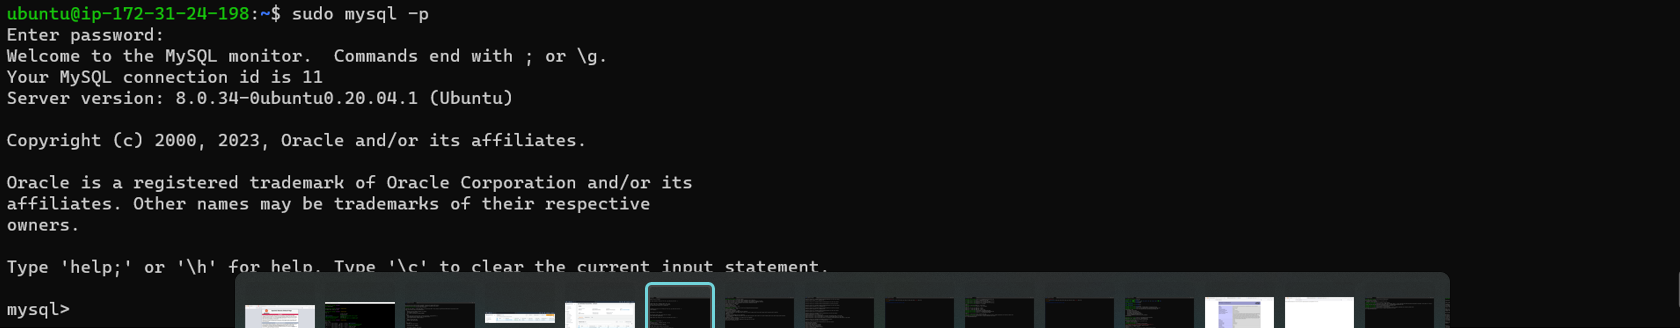 ubuntu@ip-172-31-24-198:~$ sudo mysql -p
Enter password:
Welcome to the MySQL monitor.  Commands end with ; or \g.
Your MySQL connection id is 11
Server version: 8.0.34-0ubuntu0.20.04.1 (Ubuntu)
Copyright (c) 2000, 2023, Oracle and/or its affiliates.
Oracle is a registered trademark of Oracle Corporation and/or its
affiliates. Other names may be trademarks of their respective
owners.
Type 'help;' or '\h' for help. Type '\c' to clear the current input statement.
mysql>